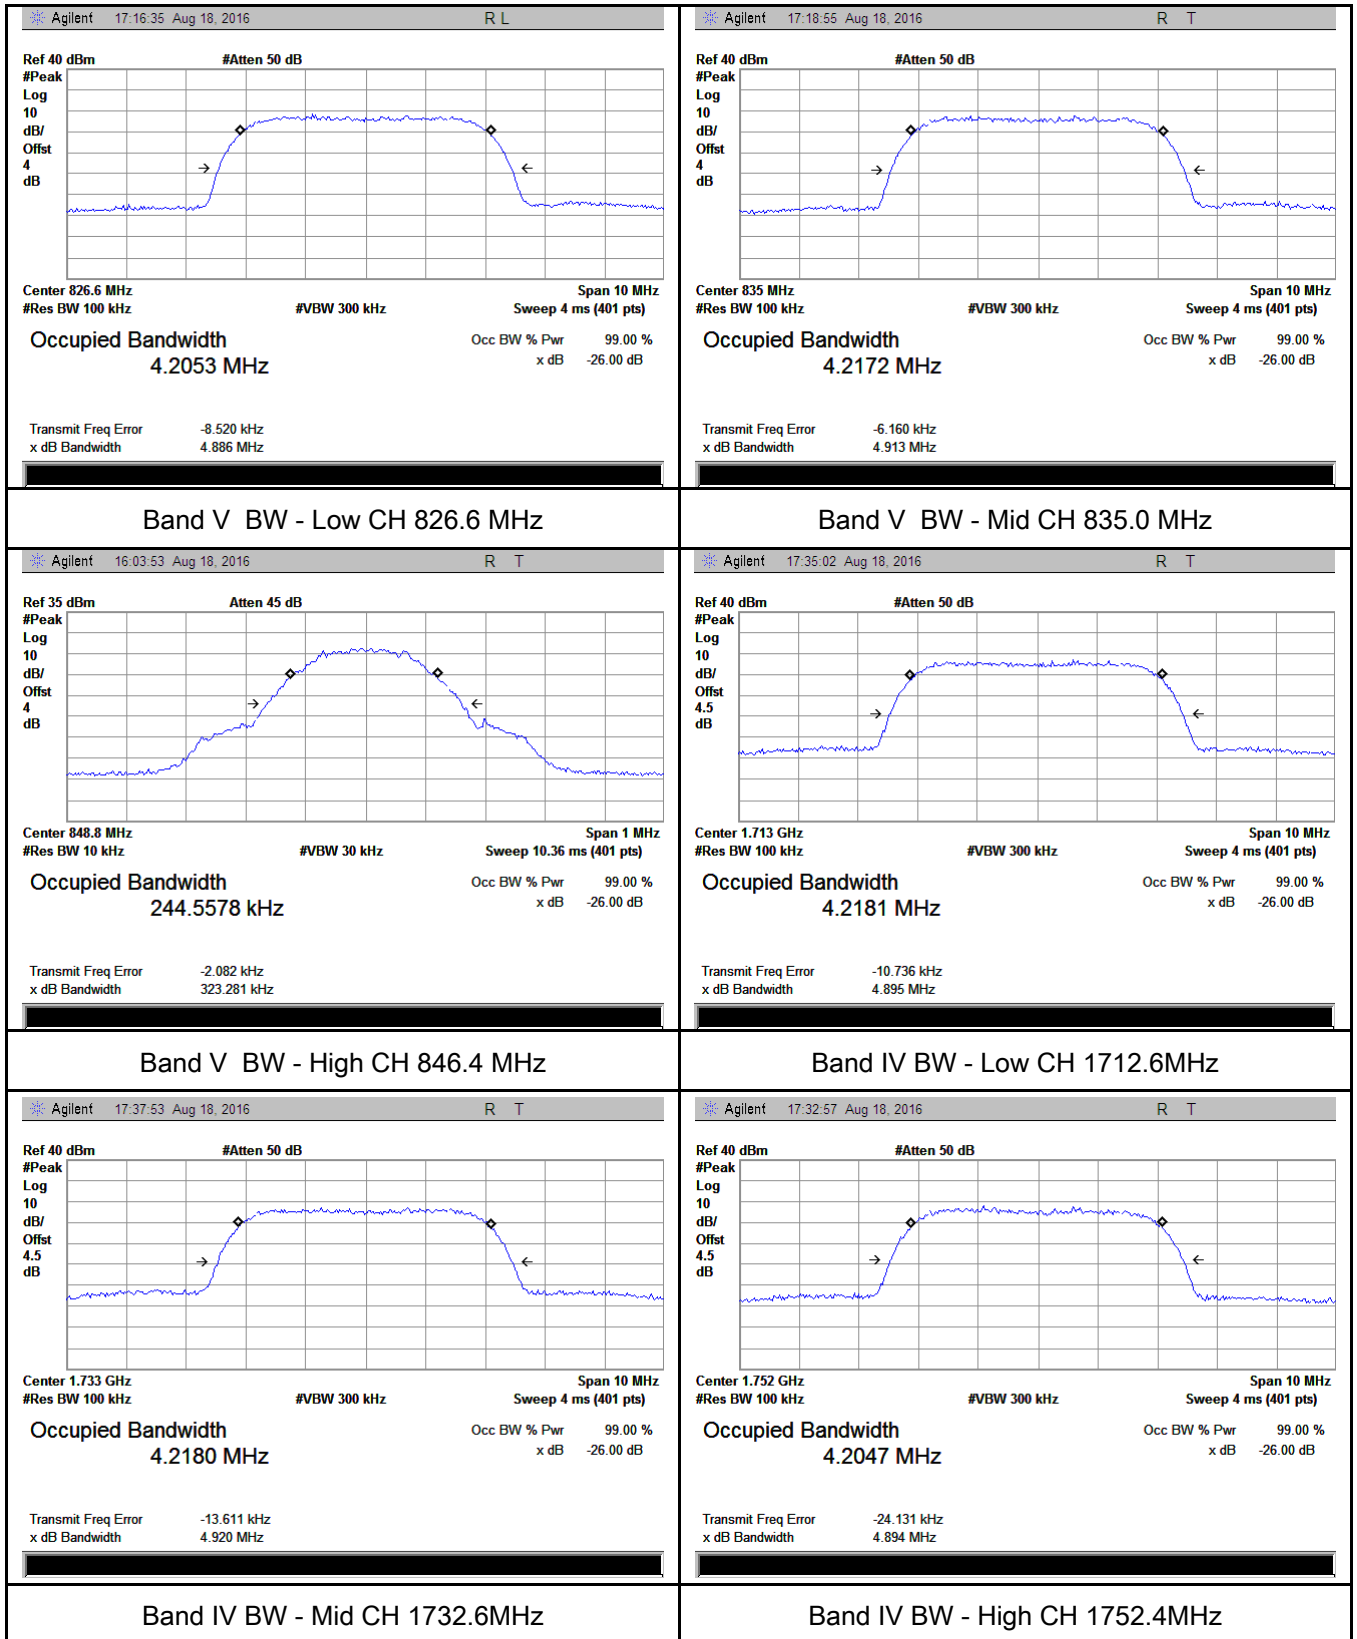 Agilent 17:16:35 Aug 18, 2016 R L
Ref 40 dBm #Atten 50 dB
#Peak
Log
10
dB/
Offst
4
dB
Center 826.6 MHz Span 10 MHz
#Res BW 100 kHz #VBW 300 kHz Sweep 4 ms (401 pts)
Occupied Bandwidth Occ BW % Pwr 99.00 %
4.2053 MHz x dB -26.00 dB
Transmit Freq Error -8.520 kHz
x dB Bandwidth 4.886 MHz
Band V BW - Low CH 826.6 MHz
Agilent 17:18:55 Aug 18, 2016 R T
Ref 40 dBm #Atten 50 dB
#Peak
Log
10
dB/
Offst
4
dB
Center 835 MHz Span 10 MHz
#Res BW 100 kHz #VBW 300 kHz Sweep 4 ms (401 pts)
Occupied Bandwidth Occ BW % Pwr 99.00 %
4.2172 MHz x dB -26.00 dB
Transmit Freq Error -6.160 kHz
x dB Bandwidth 4.913 MHz
Band V BW - Mid CH 835.0 MHz
Agilent 16:03:53 Aug 18, 2016 R T
Ref 35 dBm Atten 45 dB
#Peak
Log
10
dB/
Offst
4
dB
Center 848.8 MHz Span 1 MHz
#Res BW 10 kHz #VBW 30 kHz Sweep 10.36 ms (401 pts)
Occupied Bandwidth Occ BW % Pwr 99.00 %
244.5578 kHz x dB -26.00 dB
Transmit Freq Error -2.082 kHz
x dB Bandwidth 323.281 kHz
Band V BW - High CH 846.4 MHz
Agilent 17:35:02 Aug 18, 2016 R T
Ref 40 dBm #Atten 50 dB
#Peak
Log
10
dB/
Offst
4.5
dB
Center 1.713 GHz Span 10 MHz
#Res BW 100 kHz #VBW 300 kHz Sweep 4 ms (401 pts)
Occupied Bandwidth Occ BW % Pwr 99.00 %
4.2181 MHz x dB -26.00 dB
Transmit Freq Error -10.736 kHz
x dB Bandwidth 4.895 MHz
Band IV BW - Low CH 1712.6MHz
Agilent 17:37:53 Aug 18, 2016 R T
Ref 40 dBm #Atten 50 dB
#Peak
Log
10
dB/
Offst
4.5
dB
Center 1.733 GHz Span 10 MHz
#Res BW 100 kHz #VBW 300 kHz Sweep 4 ms (401 pts)
Occupied Bandwidth Occ BW % Pwr 99.00 %
4.2180 MHz x dB -26.00 dB
Transmit Freq Error -13.611 kHz
x dB Bandwidth 4.920 MHz
Band IV BW - Mid CH 1732.6MHz
Agilent 17:32:57 Aug 18, 2016 R T
Ref 40 dBm #Atten 50 dB
#Peak
Log
10
dB/
Offst
4.5
dB
Center 1.752 GHz Span 10 MHz
#Res BW 100 kHz #VBW 300 kHz Sweep 4 ms (401 pts)
Occupied Bandwidth Occ BW % Pwr 99.00 %
4.2047 MHz x dB -26.00 dB
Transmit Freq Error -24.131 kHz
x dB Bandwidth 4.894 MHz
Band IV BW - High CH 1752.4MHz